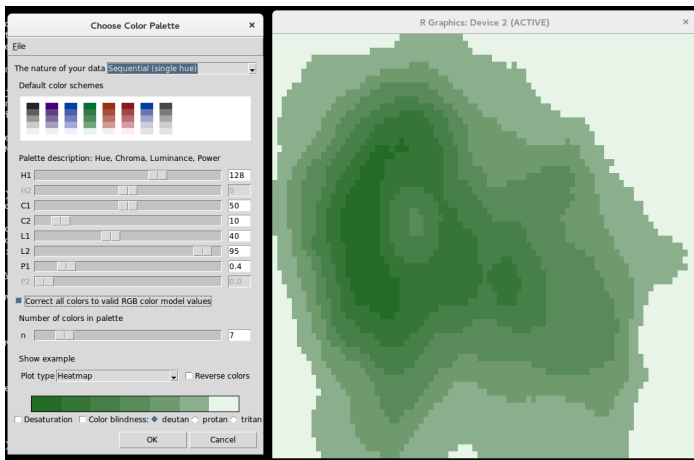 Choose Color Palette ×
R Graphics: Device 2 (ACTIVE) ×
File
The nature of your data Sequential (single hue)
Default color schemes
Palette description: Hue, Chroma, Luminance, Power
H1 128
H2 0
C1 50
C2 10
L1 40
L2 95
P1 0.4
P2 0.0
Correct all colors to valid RGB color model values
Number of colors in palette
n 7
Show example
Plot type Heatmap Reverse colors
Desaturation Color blindness: deutan protan tritan
OK Cancel